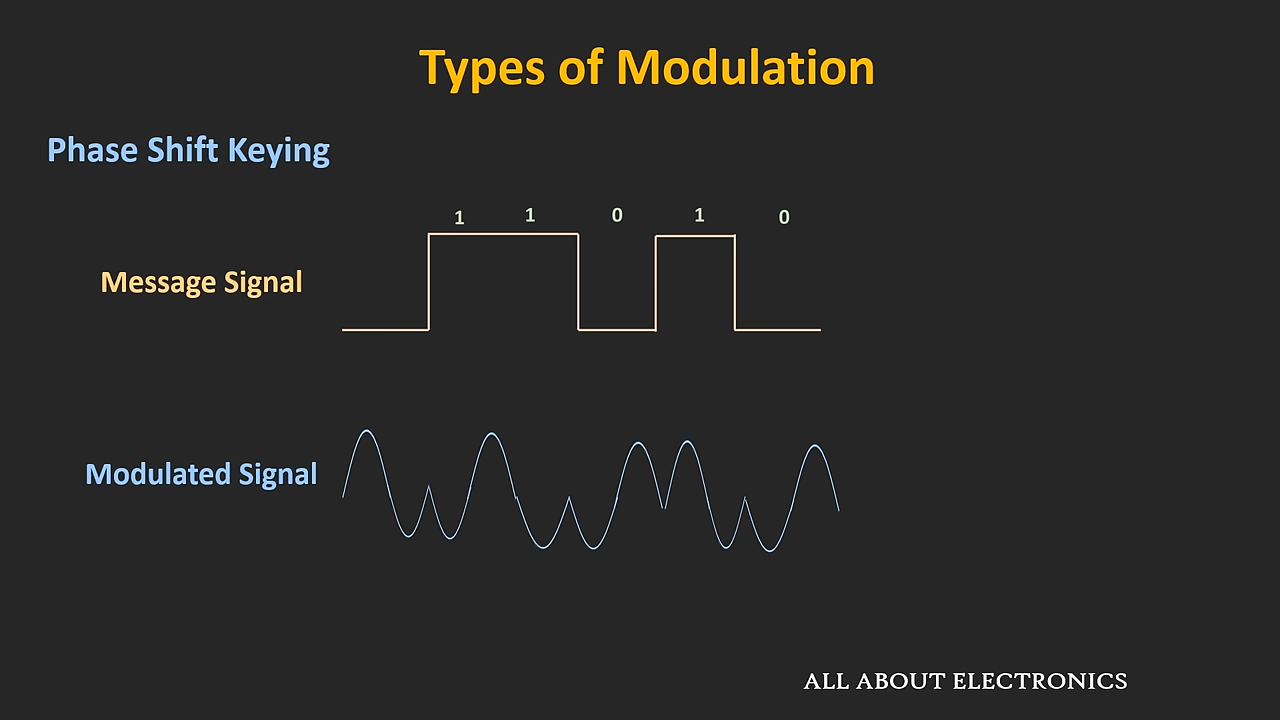 Types of Modulation
Phase Shift Keying
1 1 0 1 0
Message Signal
Modulated Signal
ALL ABOUT ELECTRONICS